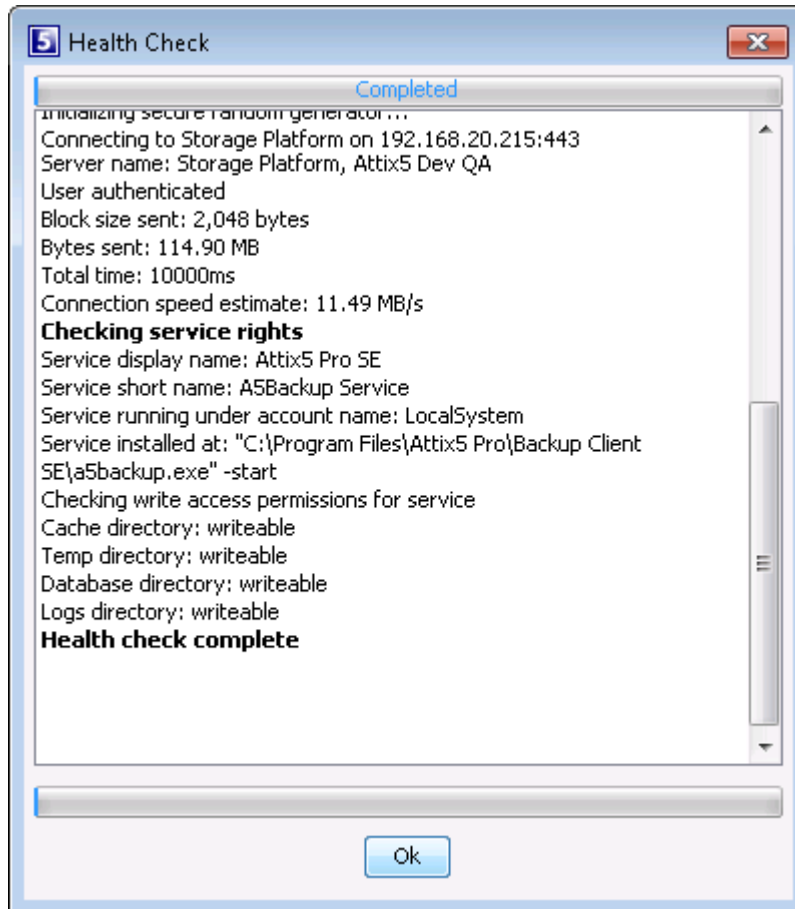 5 Health Check
Completed
Initializing secure random generator...
Connecting to Storage Platform on 192.168.20.215:443
Server name: Storage Platform, Attix5 Dev QA
User authenticated
Block size sent: 2,048 bytes
Bytes sent: 114.90 MB
Total time: 10000ms
Connection speed estimate: 11.49 MB/s
Checking service rights
Service display name: Attix5 Pro SE
Service short name: A5Backup Service
Service running under account name: LocalSystem
Service installed at: "C:\Program Files\Attix5 Pro\Backup Client
SE\a5backup.exe" -start
Checking write access permissions for service
Cache directory: writeable
Temp directory: writeable
Database directory: writeable
Logs directory: writeable
Health check complete
Ok